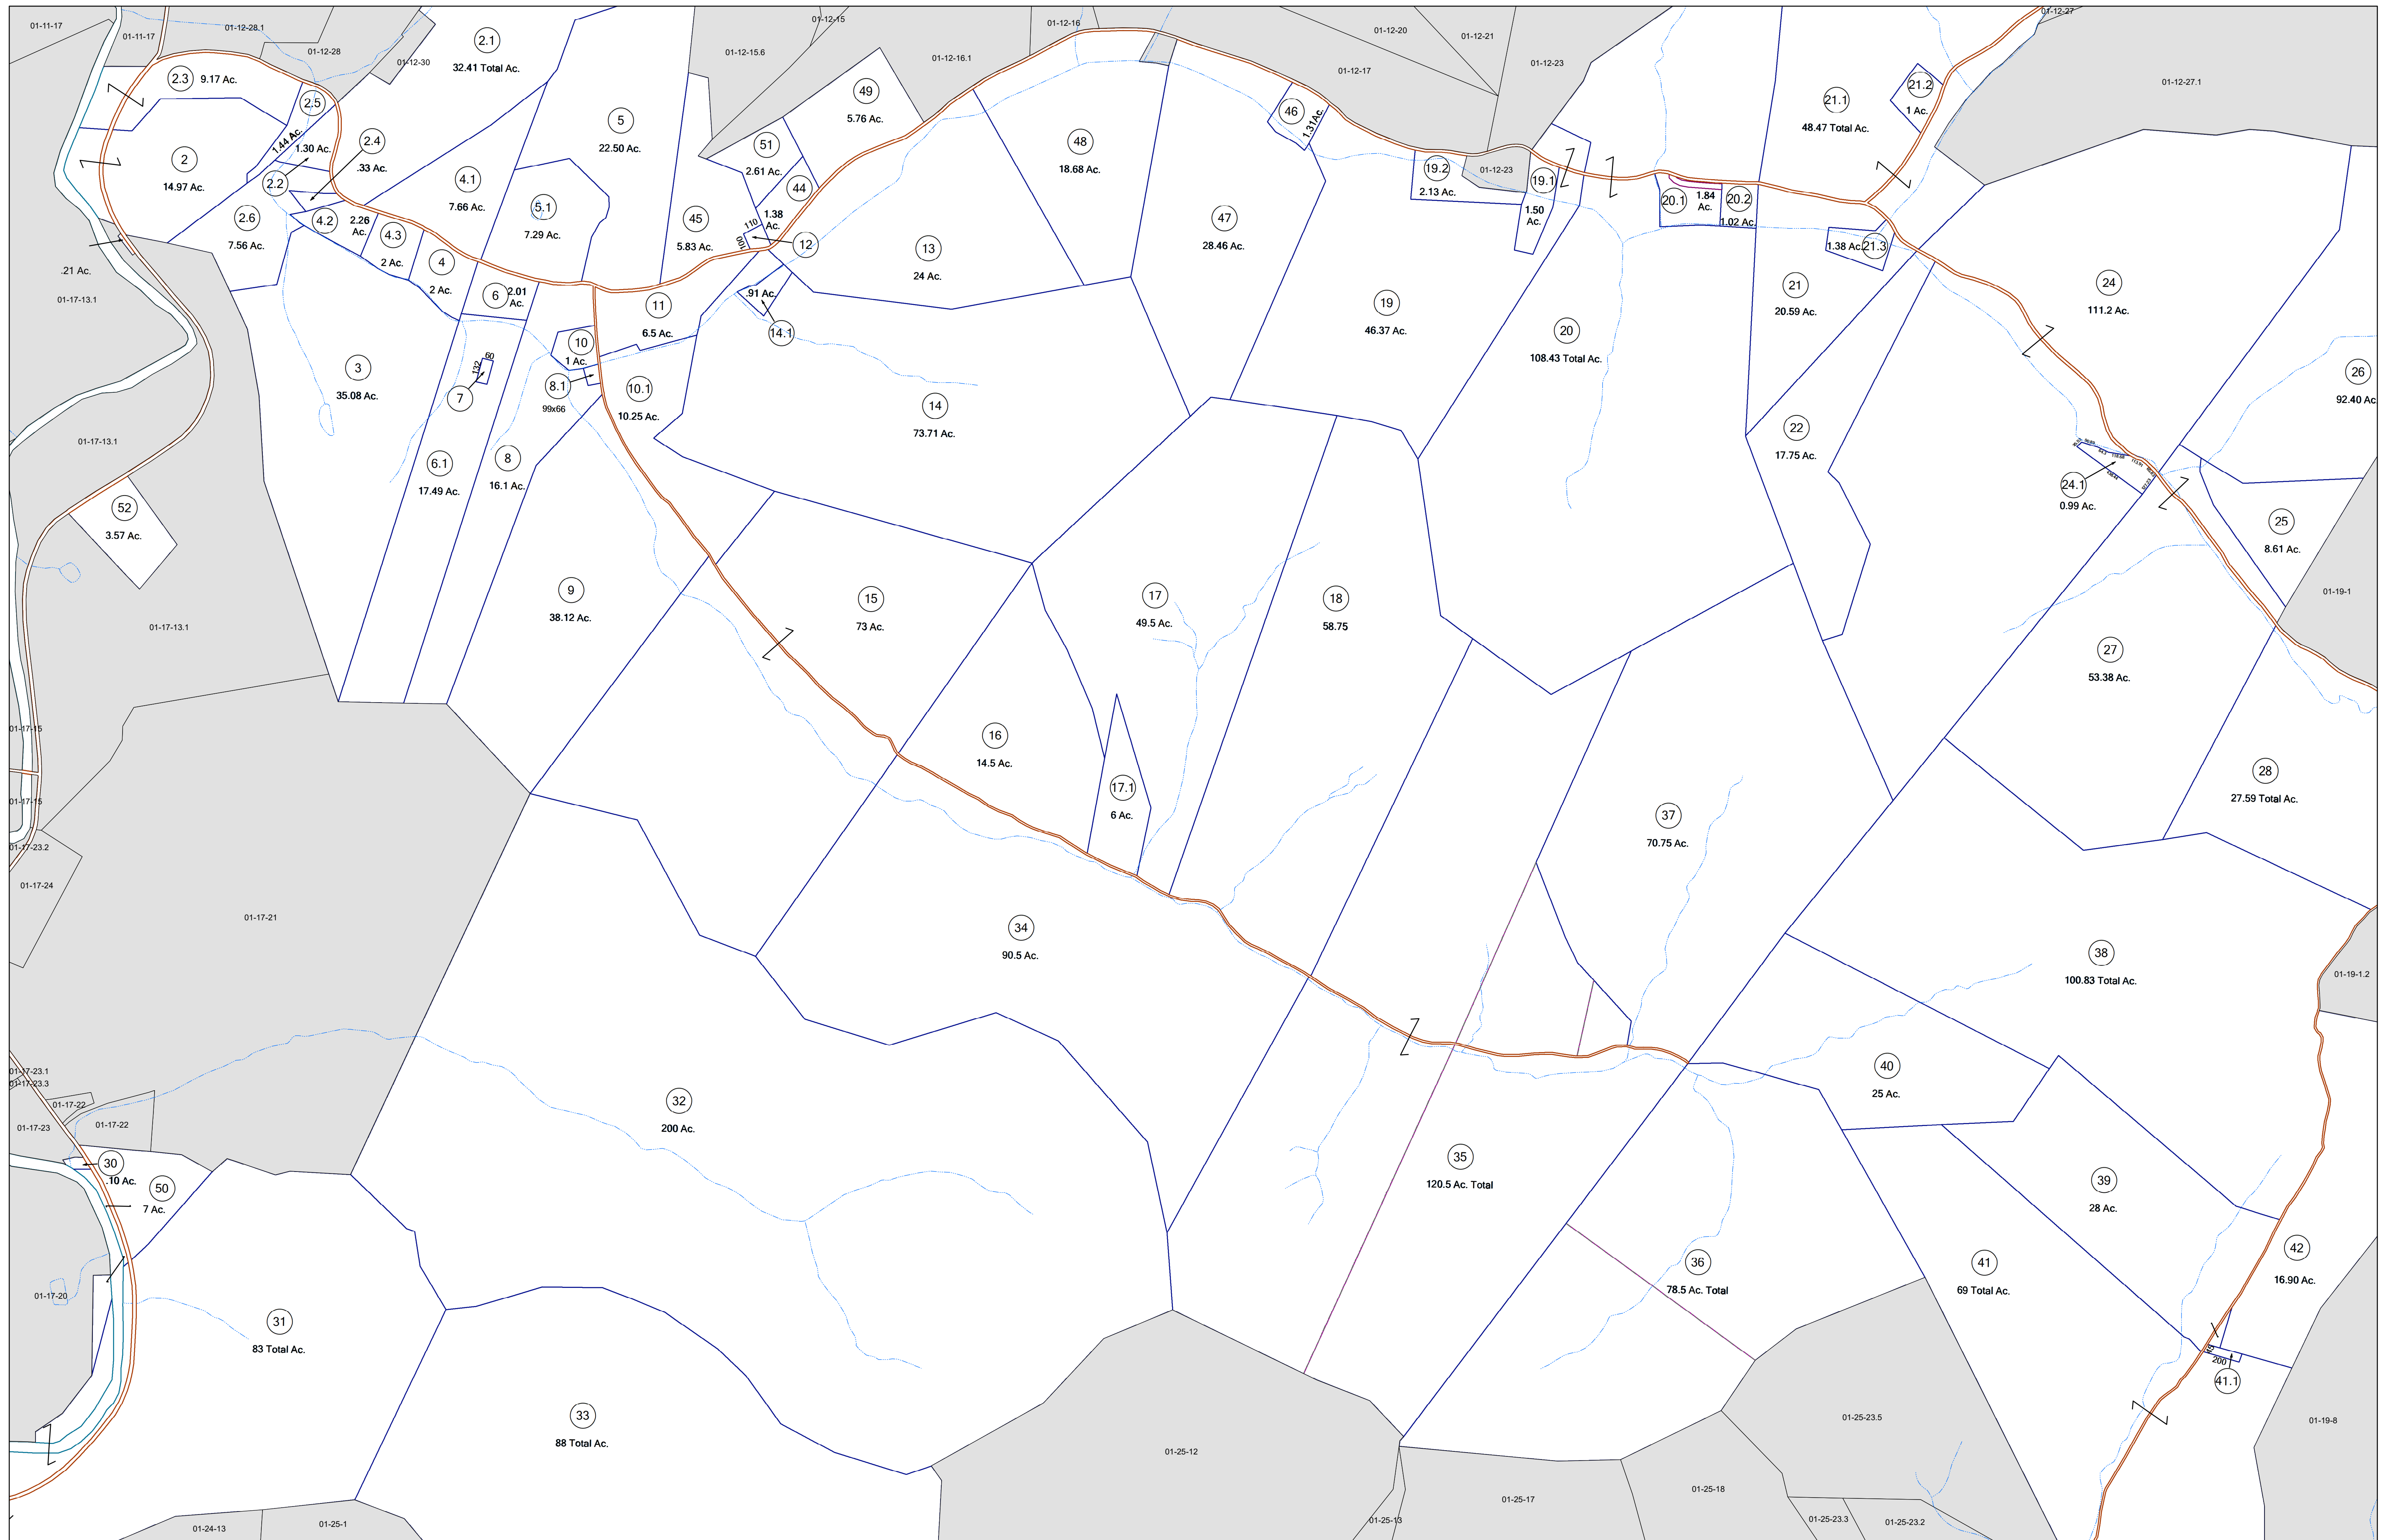 01-11-17
01-11-17
01-12-28.1
01-12-28
01-12-30
2.1
32.41 Total Ac.
01-12-15
01-12-15.6
01-12-16
01-12-16.1
01-12-20
01-12-21
01-12-17
01-12-23
01-12-27
01-12-27.1
2.3
9.17 Ac.
2.5
1.44 Ac.
2
14.97 Ac.
2.4
.33 Ac.
1.30 Ac.
2.2
2.6
7.56 Ac.
4.1
7.66 Ac.
4.2
2.26
Ac.
4.3
2 Ac.
4
2 Ac.
5
22.50 Ac.
5.1
7.29 Ac.
45
5.83 Ac.
49
5.76 Ac.
51
2.61 Ac.
44
1.38
Ac.
110
100
12
48
18.68 Ac.
13
24 Ac.
47
28.46 Ac.
46
1.31Ac.
19.2
2.13 Ac.
01-12-23
19.1
1.50
Ac.
20.1
1.84
Ac.
20.2
1.02 Ac.
21.1
48.47 Total Ac.
21.2
1 Ac.
1.38 Ac.
21.3
21
20.59 Ac.
24
111.2 Ac.
26
92.40 Ac
.21 Ac.
01-17-13.1
6
2.01
Ac.
11
6.5 Ac.
.91 Ac.
14.1
10
1 Ac.
8.1
99x66
10.1
10.25 Ac.
60
132
7
3
35.08 Ac.
19
46.37 Ac.
20
108.43 Total Ac.
14
73.71 Ac.
22
17.75 Ac.
24.1
0.99 Ac.
25
8.61 Ac.
01-17-13.1
6.1
17.49 Ac.
8
16.1 Ac.
52
3.57 Ac.
01-17-13.1
9
38.12 Ac.
15
73 Ac.
17
49.5 Ac.
18
58.75
01-19-1
27
53.38 Ac.
01-17-15
01-17-15
16
14.5 Ac.
17.1
6 Ac.
37
70.75 Ac.
28
27.59 Total Ac.
01-17-23.2
01-17-24
01-17-21
34
90.5 Ac.
38
100.83 Total Ac.
01-19-1.2
01-17-23.1
01-17-23.3
01-17-22
01-17-23
01-17-22
32
200 Ac.
40
25 Ac.
35
120.5 Ac. Total
30
.10 Ac.
50
7 Ac.
39
28 Ac.
36
78.5 Ac. Total
41
69 Total Ac.
42
16.90 Ac.
01-17-20
31
83 Total Ac.
200
41.1
33
88 Total Ac.
01-25-12
01-25-23.5
01-19-8
01-25-17
01-25-18
01-25-13
01-25-23.3
01-25-23.2
01-24-13
01-25-1